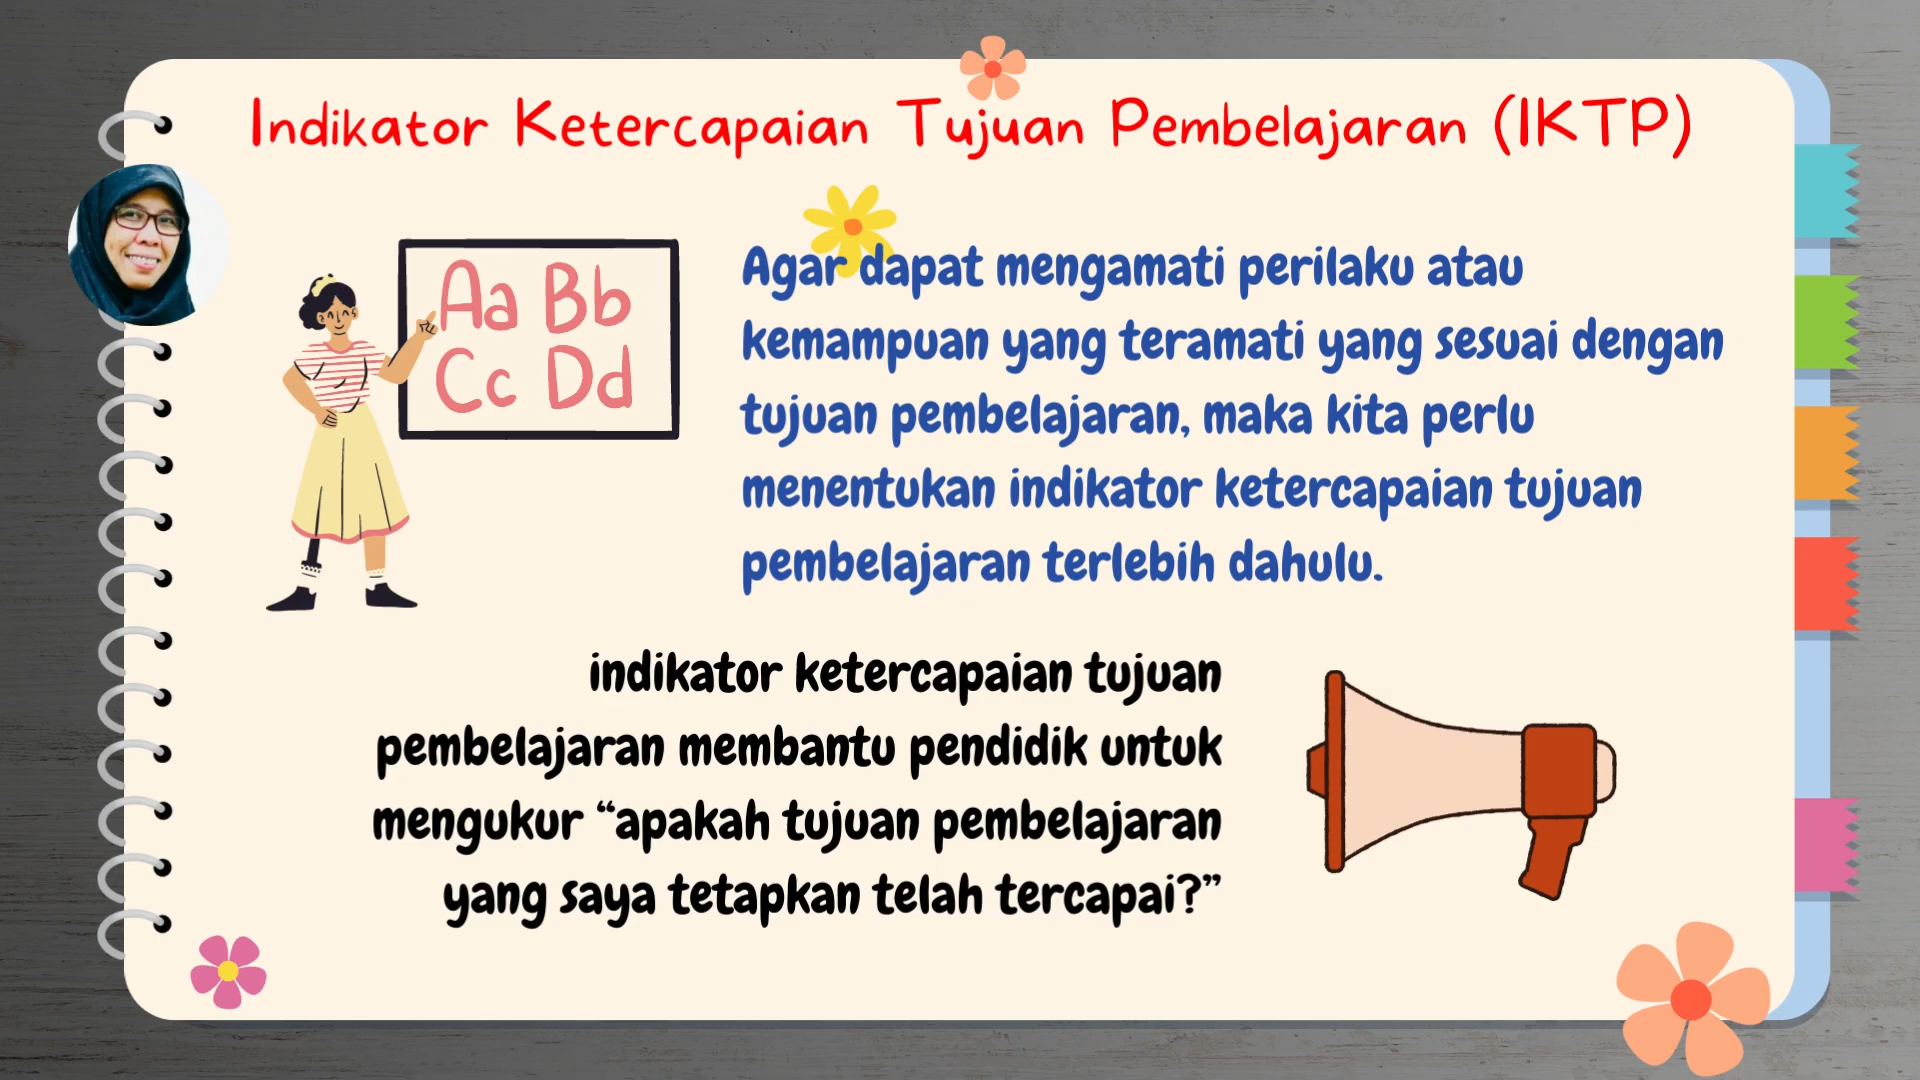 Indikator Ketercapaian Tujuan Pembelajaran (IKTP)
Aa Bb
Cc Dd
Agar dapat mengamati perilaku atau
kemampuan yang teramati yang sesuai dengan
tujuan pembelajaran, maka kita perlu
menentukan indikator ketercapaian tujuan
pembelajaran terlebih dahulu.
indikator ketercapaian tujuan
pembelajaran membantu pendidik untuk
mengukur “apakah tujuan pembelajaran
yang saya tetapkan telah tercapai?”